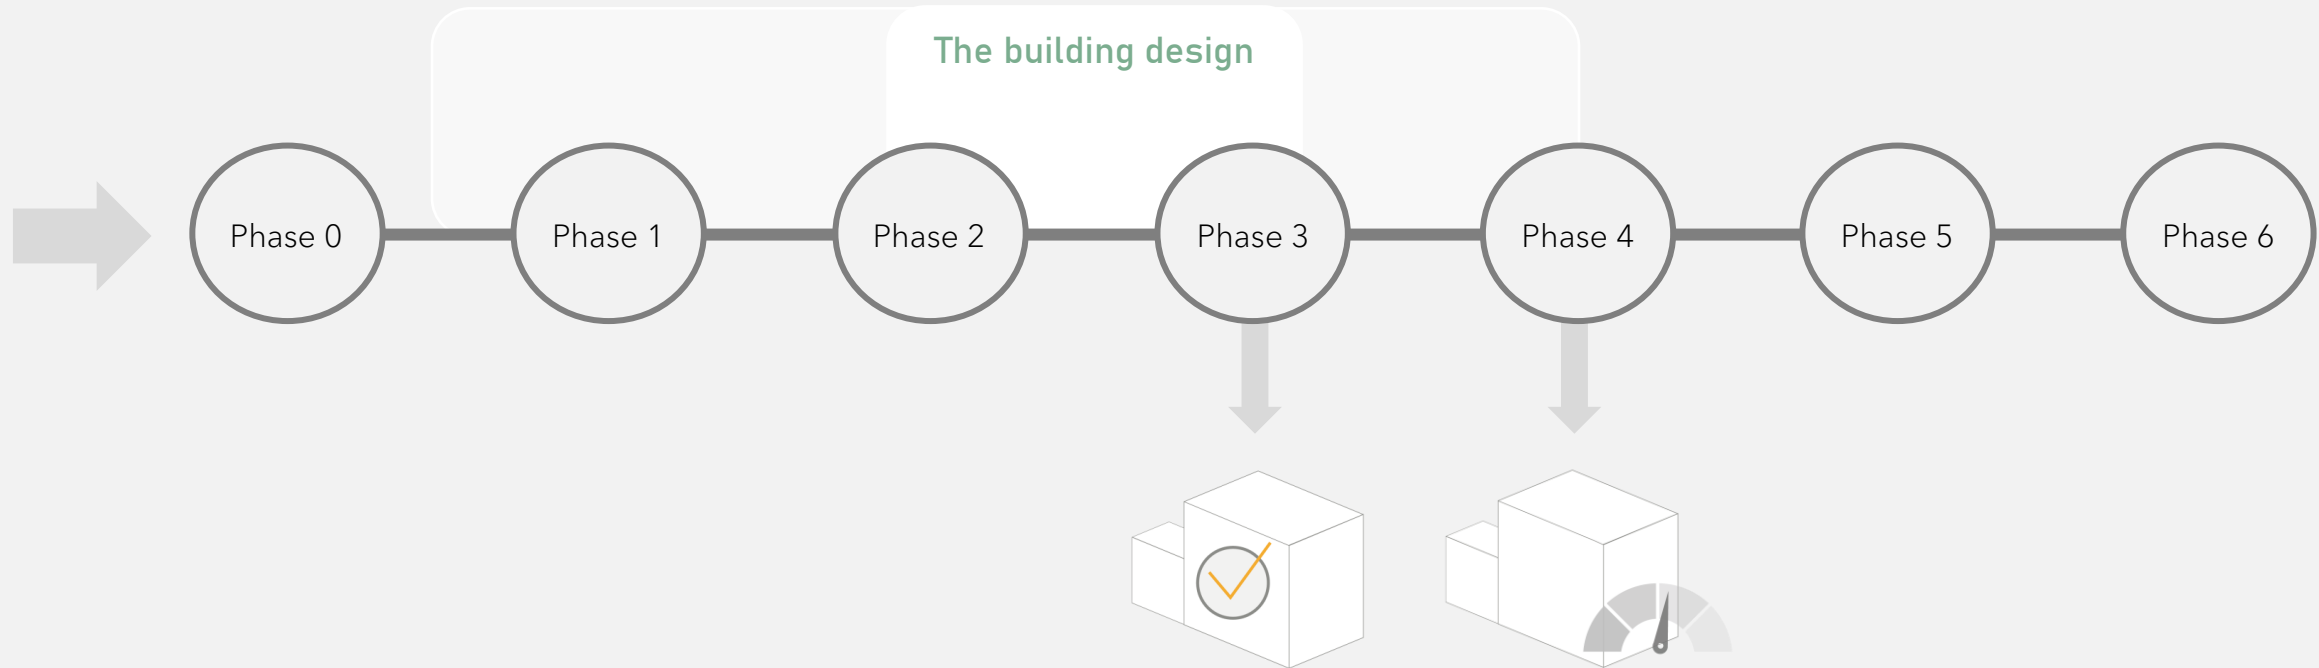 The building design
Phase 0
Phase 1
Phase 2
Phase 3
Phase 4
Phase 5
Phase 6